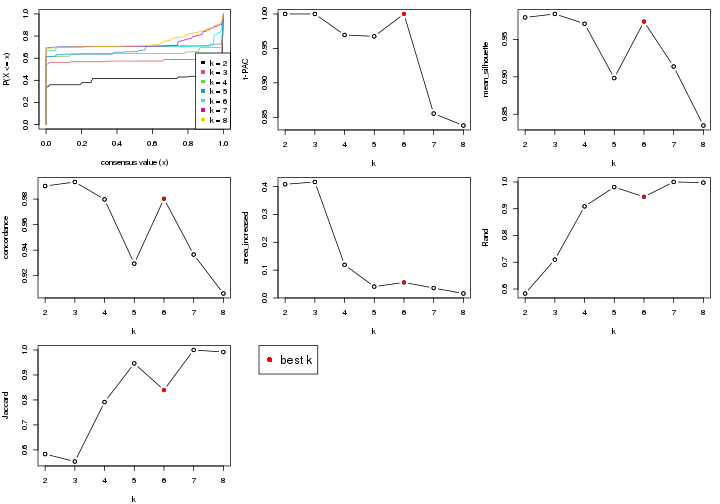 P(X <= x)
0.0 0.2 0.4 0.6 0.8 1.0
k = 2
k = 3
k = 4
k = 5
k = 6
k = 7
k = 8
0.0 0.2 0.4 0.6 0.8 1.0
consensus value (x)
1-PAC
0.85 0.90 0.95 1.00
2 3 4 5 6 7 8
k
mean_silhouette
0.85 0.90 0.95
2 3 4 5 6 7 8
k
concordance
0.92 0.94 0.96 0.98
2 3 4 5 6 7 8
k
area_increased
0.0 0.1 0.2 0.3 0.4
2 3 4 5 6 7 8
k
Rand
0.6 0.7 0.8 0.9 1.0
2 3 4 5 6 7 8
k
Jaccard
0.6 0.7 0.8 0.9 1.0
2 3 4 5 6 7 8
k
best k